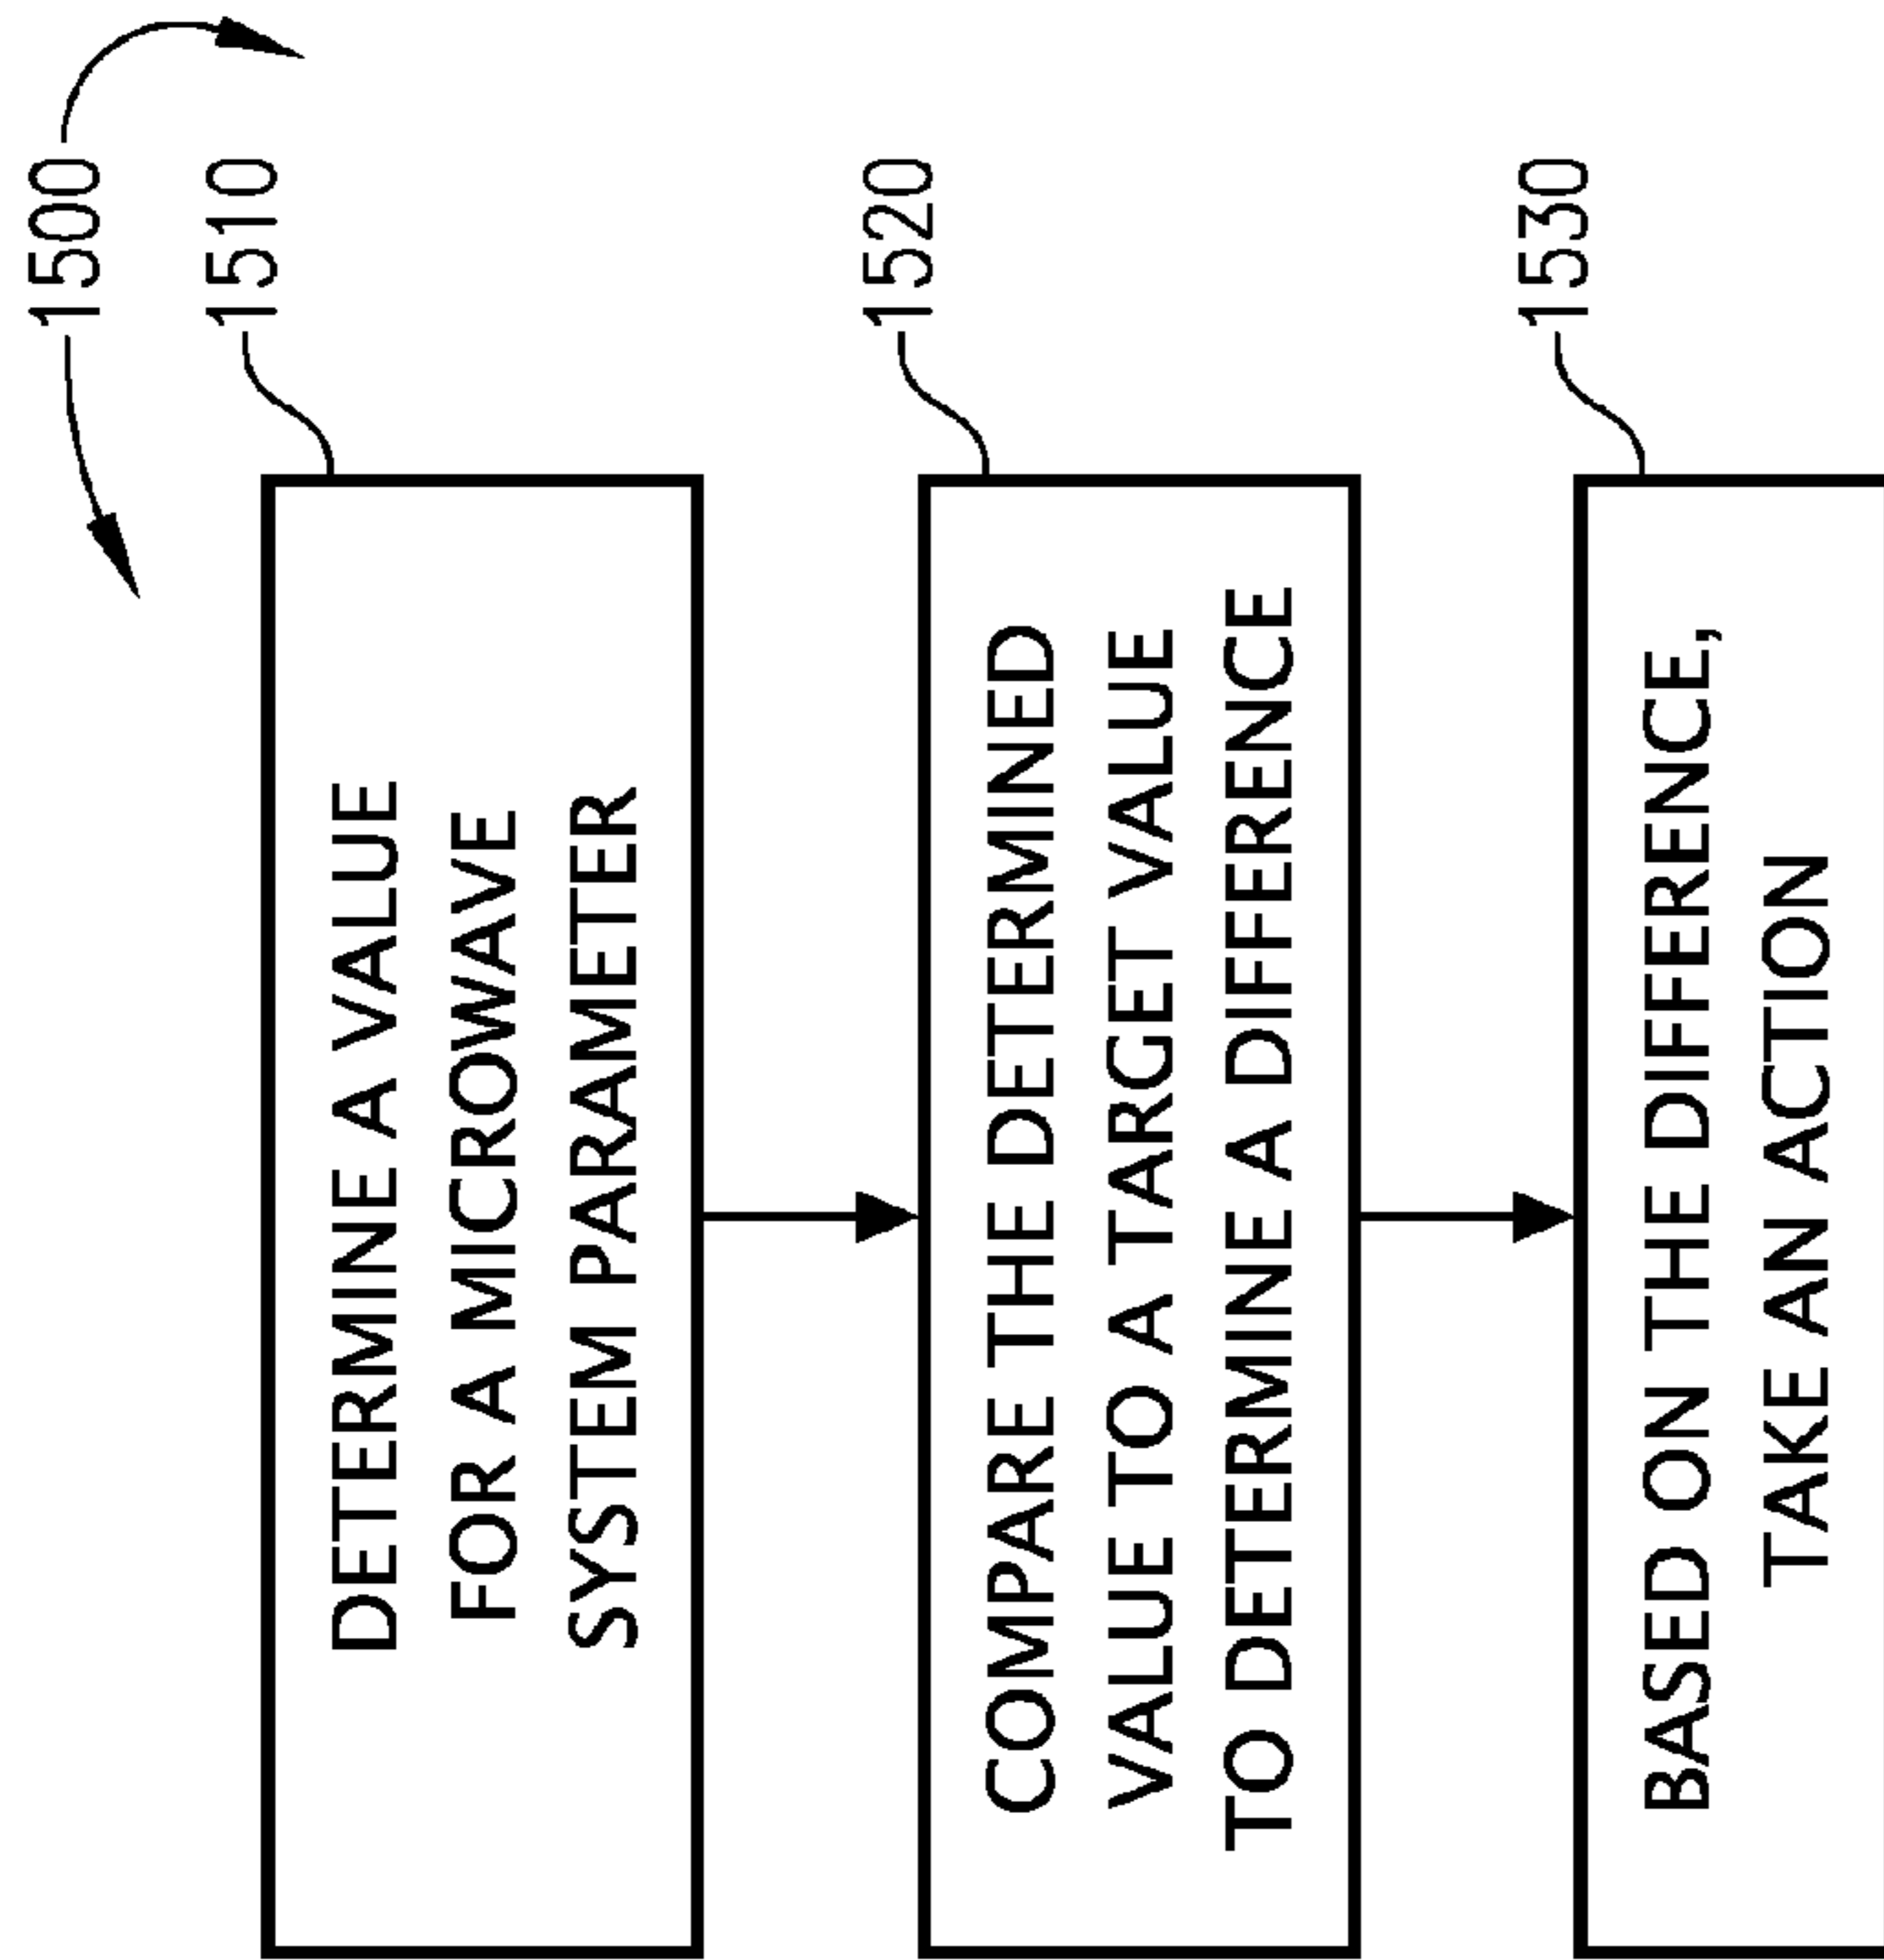 1500
1510
DETERMINE A VALUE
FOR A MICROWAVE
SYSTEM PARAMETER
1520
COMPARE THE DETERMINED
VALUE TO A TARGET VALUE
TO DETERMINE A DIFFERENCE
1530
BASED ON THE DIFFERENCE,
TAKE AN ACTION